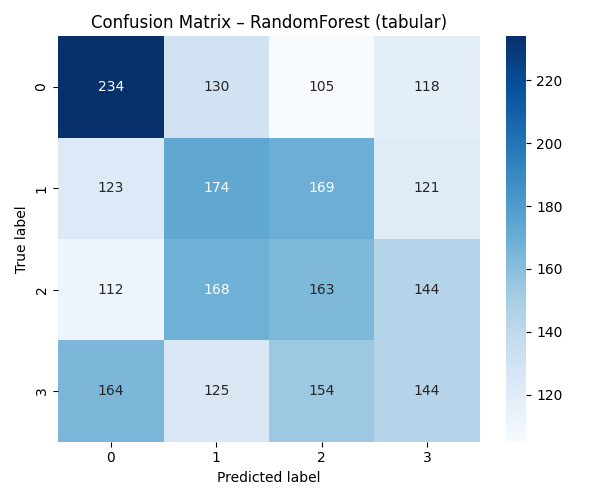 Confusion Matrix – RandomForest (tabular)
0 234 130 105 118
1 123 174 169 121
2 112 168 163 144
3 164 125 154 144
0 1 2 3
True label
Predicted label
220
200
180
160
140
120